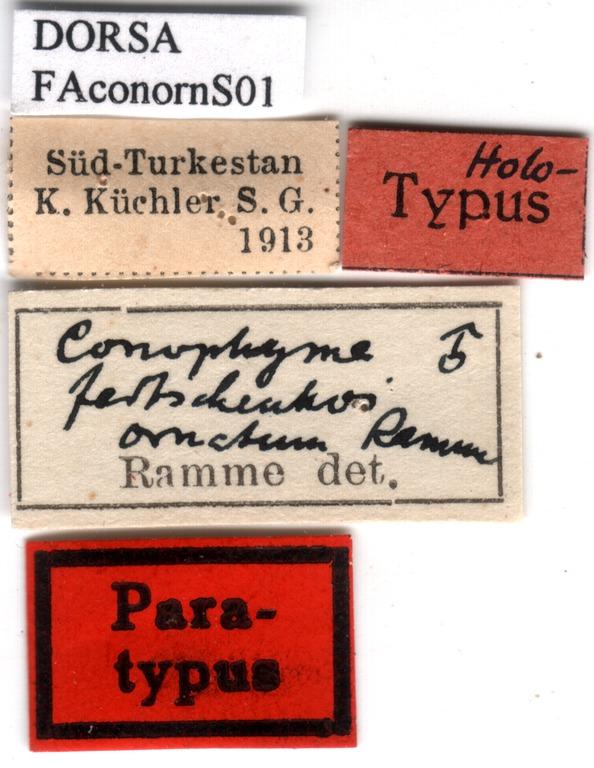 DORSA
FAconornS01
Süd-Turkestan
K. Küchler S. G.
1913
Holo-
Typus
Conophyma
fedtschenkoi
ornatum Ramme
Ramme det.
Para-
typus